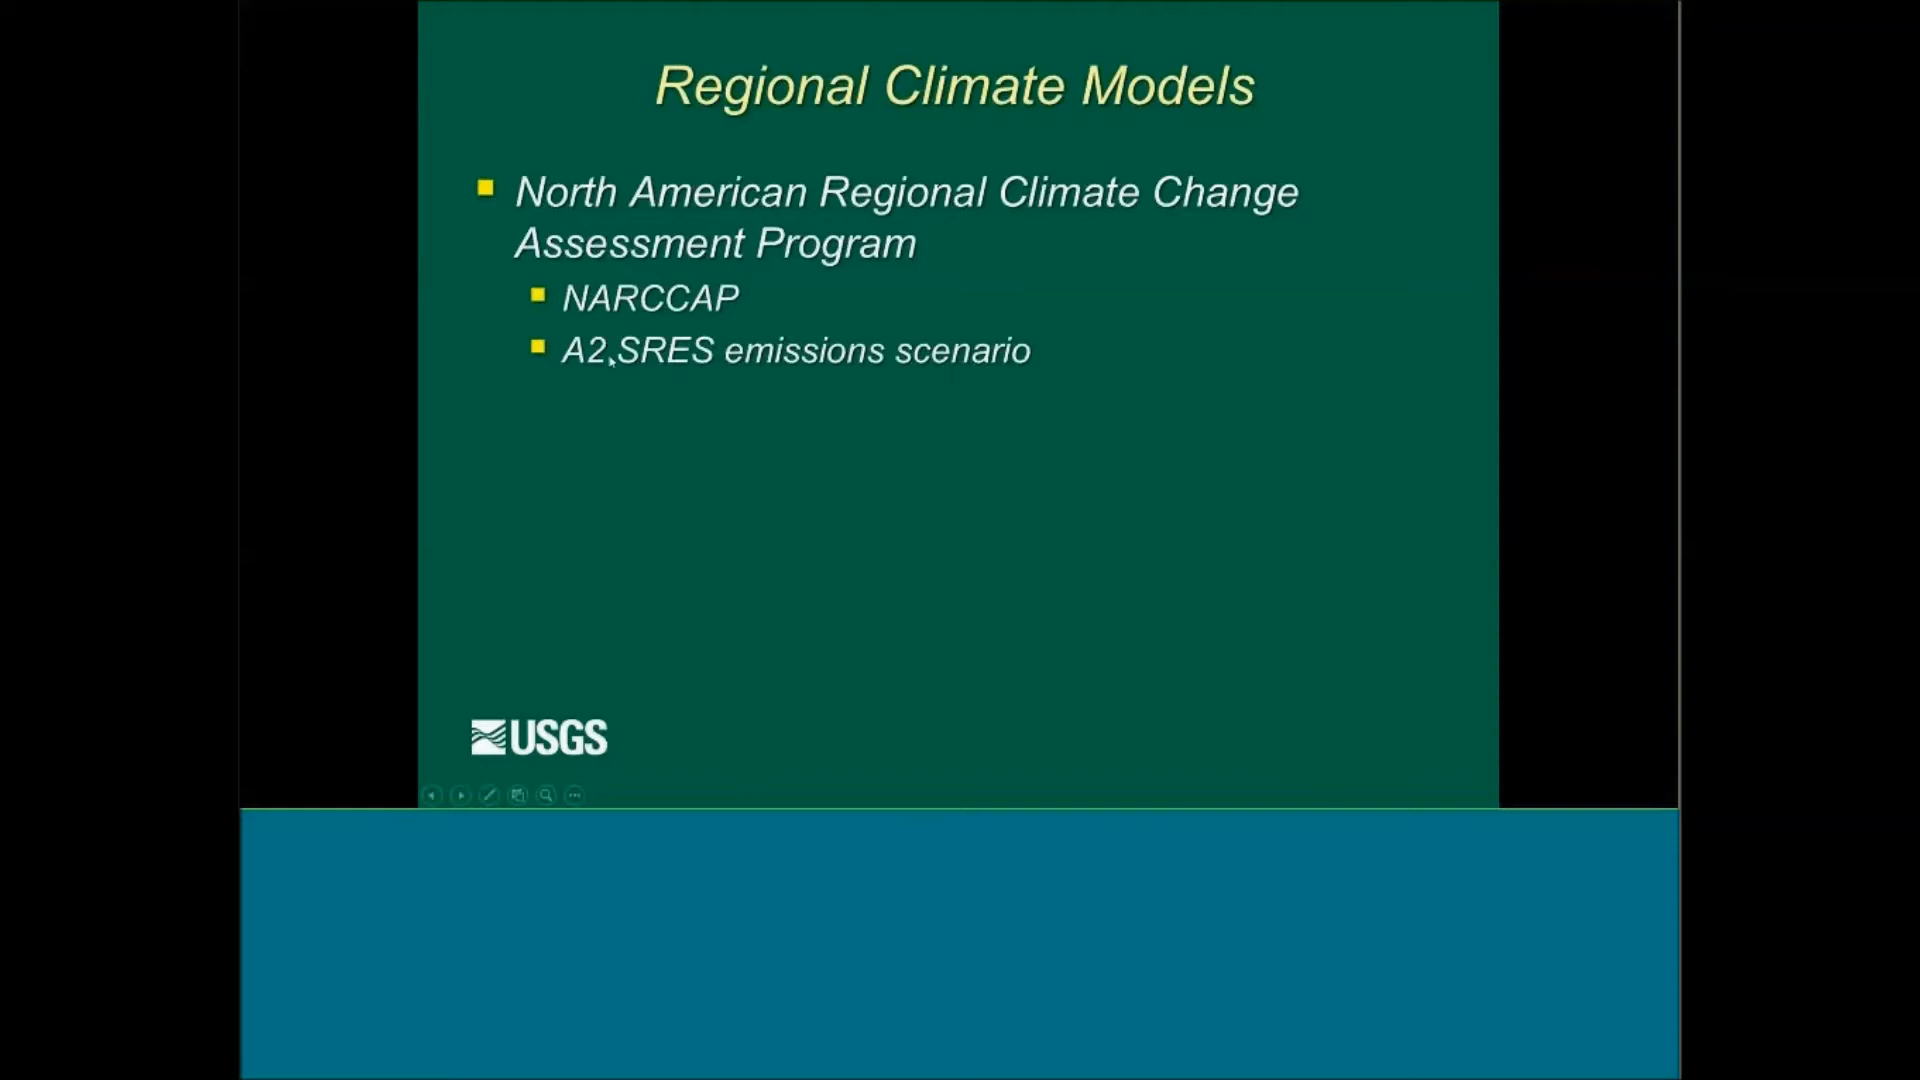 Regional Climate Models
North American Regional Climate Change
Assessment Program
NARCCAP
A2 SRES emissions scenario
USGS